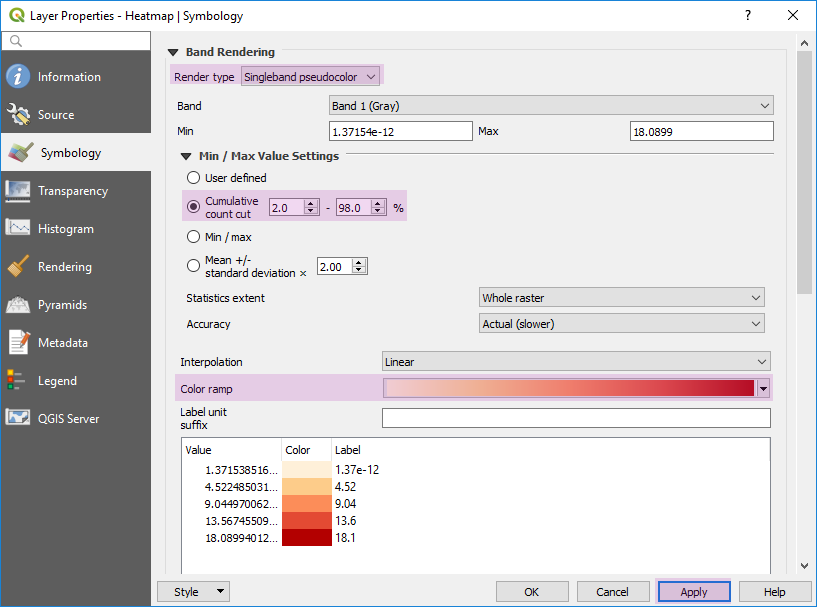 Layer Properties - Heatmap | Symbology
?
Information
Source
Symbology
Transparency
Histogram
Rendering
Pyramids
Metadata
Legend
QGIS Server
Band Rendering
Render type Singleband pseudocolor
Band Band 1 (Gray)
Min 1.37154e-12 Max 18.0899
Min / Max Value Settings
User defined
Cumulative
count cut 2.0 - 98.0 %
Min / max
Mean +/-
standard deviation × 2.00
Statistics extent Whole raster
Accuracy Actual (slower)
Interpolation Linear
Color ramp
Label unit
suffix
Value Color Label
1.371538516... 1.37e-12
4.522485031... 4.52
9.044970062... 9.04
13.56745509... 13.6
18.08994012... 18.1
Style OK Cancel Apply Help